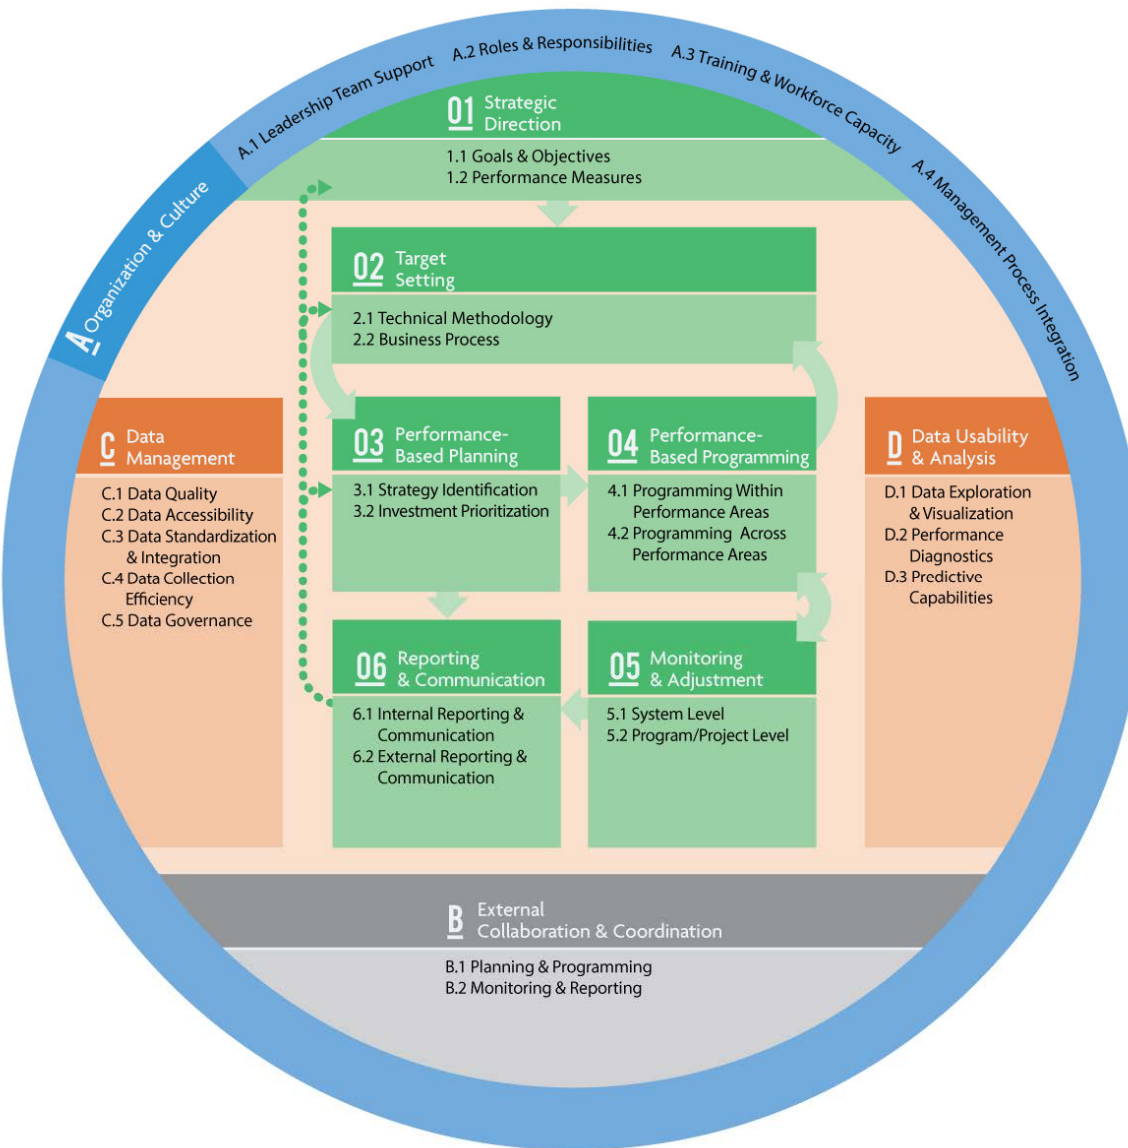 A.1 Leadership Team Support
A.2 Roles & Responsibilities
A.3 Training & Workforce Capacity
A.4 Management Process Integration
A Organization & Culture
01 Strategic
Direction
1.1 Goals & Objectives
1.2 Performance Measures
02 Target
Setting
2.1 Technical Methodology
2.2 Business Process
C Data
Management
C.1 Data Quality
C.2 Data Accessibility
C.3 Data Standardization
& Integration
C.4 Data Collection
Efficiency
C.5 Data Governance
03 Performance-
Based Planning
3.1 Strategy Identification
3.2 Investment Prioritization
04 Performance-
Based Programming
4.1 Programming Within
Performance Areas
4.2 Programming Across
Performance Areas
D Data Usability
& Analysis
D.1 Data Exploration
& Visualization
D.2 Performance
Diagnostics
D.3 Predictive
Capabilities
06 Reporting
& Communication
6.1 Internal Reporting &
Communication
6.2 External Reporting &
Communication
05 Monitoring
& Adjustment
5.1 System Level
5.2 Program/Project Level
B External
Collaboration & Coordination
B.1 Planning & Programming
B.2 Monitoring & Reporting